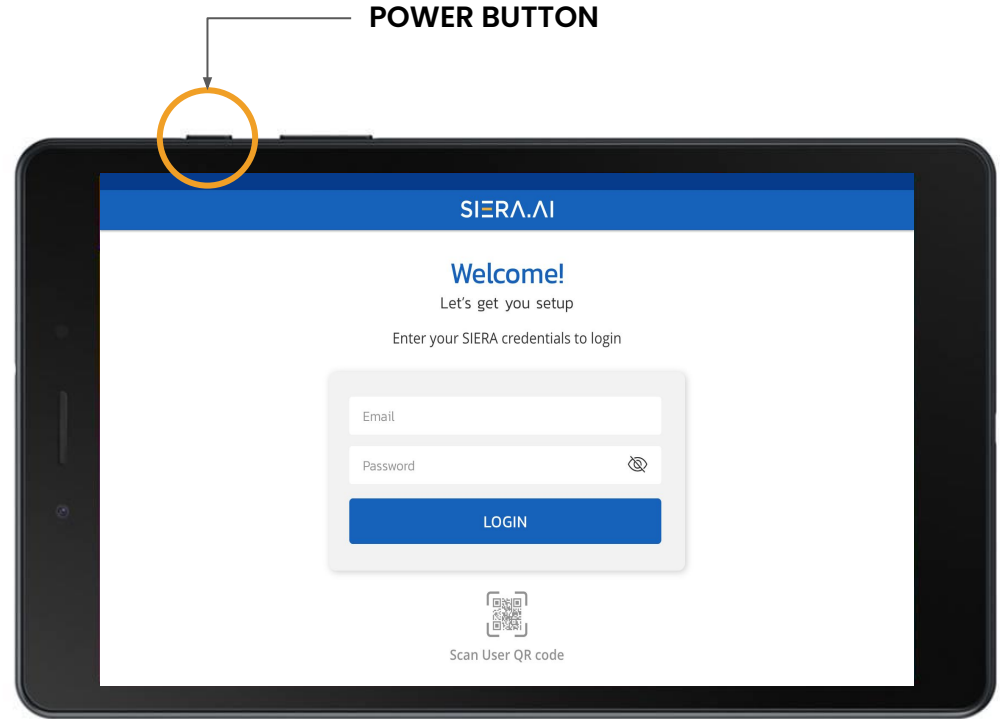 POWER BUTTON
SIERA.AI
Welcome!
Let's get you setup
Enter your SIERA credentials to login
Email
Password
LOGIN
Scan User QR code